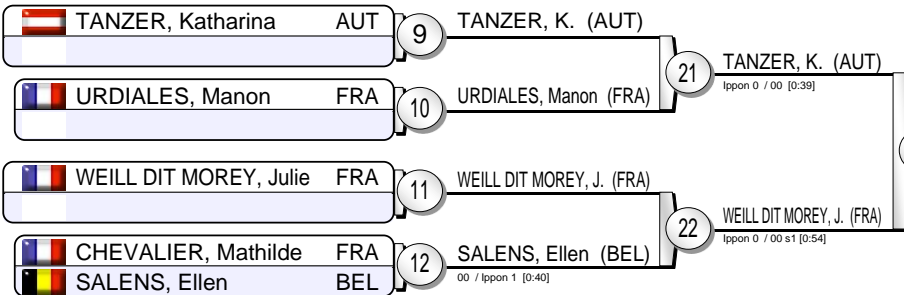 TANZER, Katharina AUT
9
TANZER, K. (AUT)
21
TANZER, K. (AUT)
Ippon 0 / 00 [0:39]
URDIALES, Manon FRA
10
URDIALES, Manon (FRA)
WEILL DIT MOREY, Julie FRA
11
WEILL DIT MOREY, J. (FRA)
22
WEILL DIT MOREY, J. (FRA)
Ippon 0 / 00 s1 [0:54]
CHEVALIER, Mathilde FRA
12
SALENS, Ellen (BEL)
00 / Ippon 1 [0:40]
SALENS, Ellen BEL